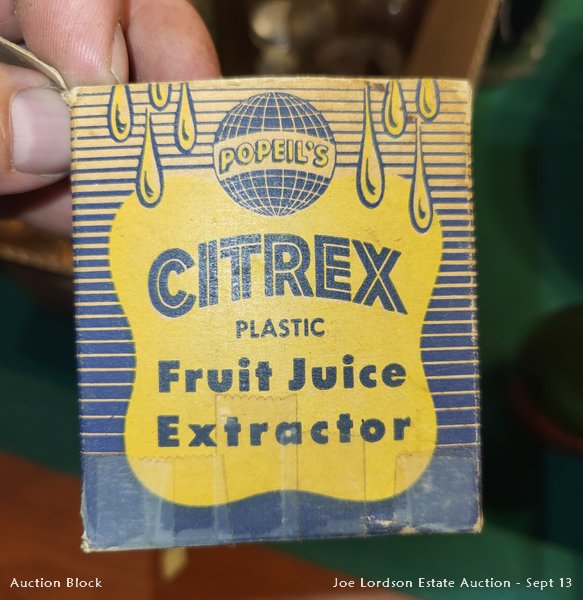 POPEIL'S
CITREX
PLASTIC
Fruit Juice
Extractor
Auction Block
Joe Lordson Estate Auction - Sept 13